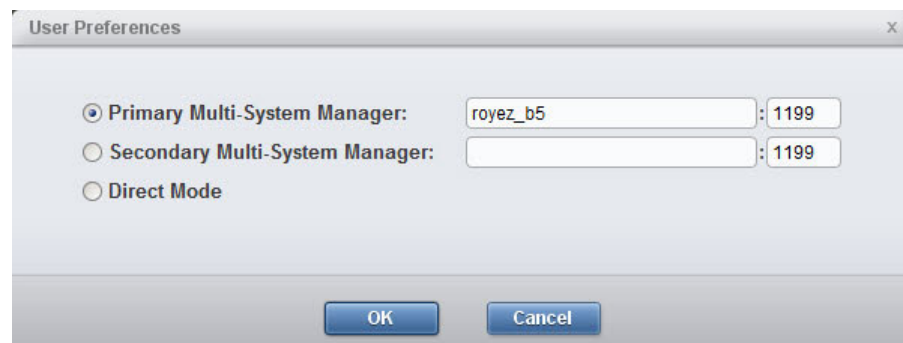 User Preferences x
Primary Multi-System Manager: royez_b5 : 1199
Secondary Multi-System Manager: : 1199
Direct Mode
OK Cancel